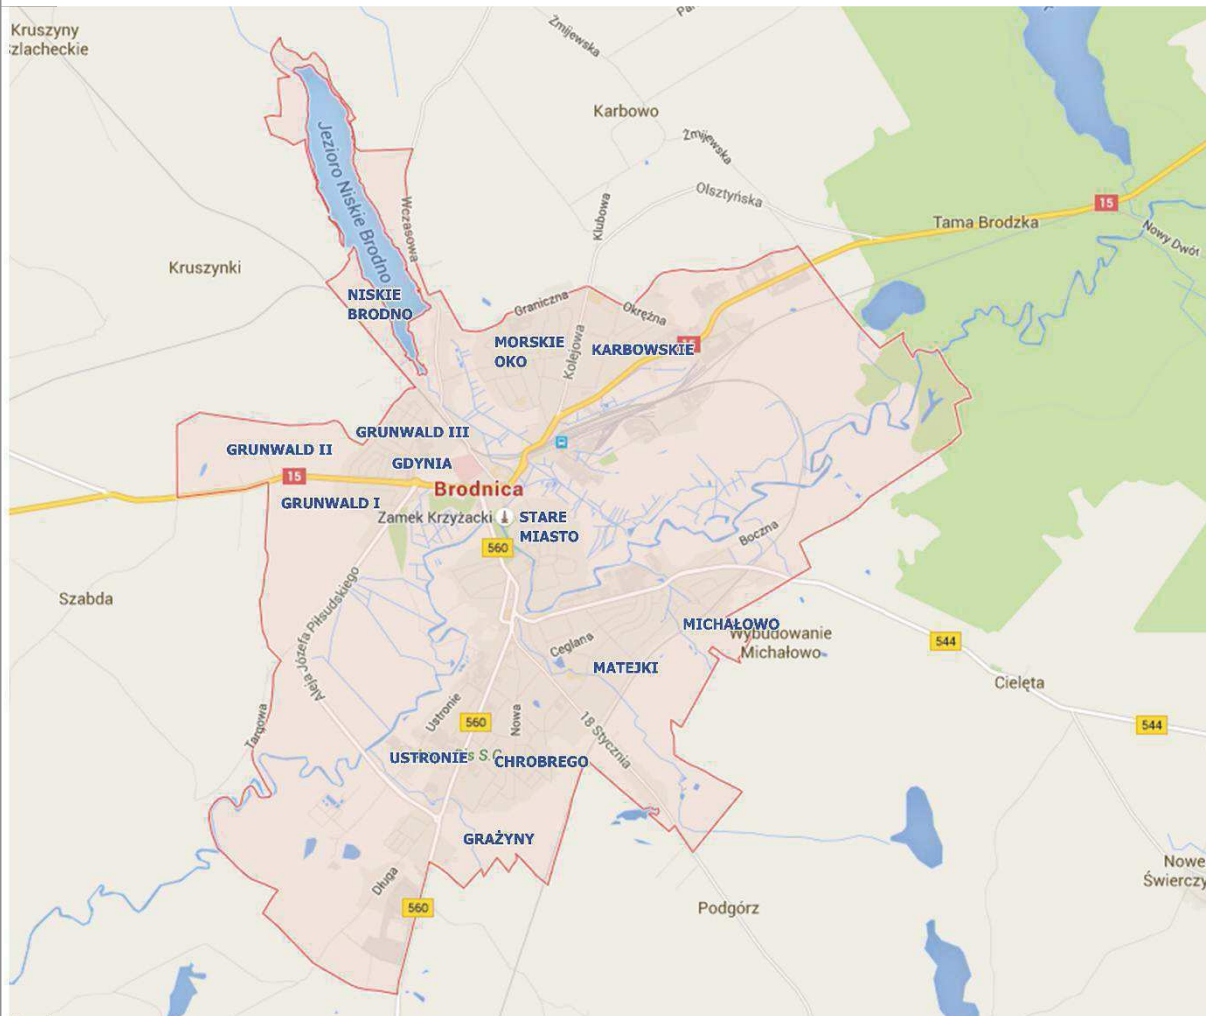 Kruszyny
zlacheckie
Żmijewska
Karbowo
Żmijewska
Jezioro Niskie Brodno
Wczasowa
Klubowa
Olsztyńska
15
Tama Brodzka
Nowy Dwór
Kruszynki
NISKIE
BRODNO
Graniczna
Okrężna
MORSKIE
OKO
Kolejowa
KARBOWSKIE
GRUNWALD III
GRUNWALD II
GDYNIA
15
Brodnica
GRUNWALD I
Zamek Krzyżacki
STARE
MIASTO
560
Boczna
Szabda
Aleja Józefa Piłsudskiego
MICHAŁOWO
Wybudowanie
Michałowo
544
Ceglana
MATEJKI
Cielęta
Targowa
Ustronie
560
Nowa
18 Stycznia
544
USTRONIE
S.C.
CHROBREGO
GRAŻYNY
Nowe
Świerczy
Długa
560
Podgórz